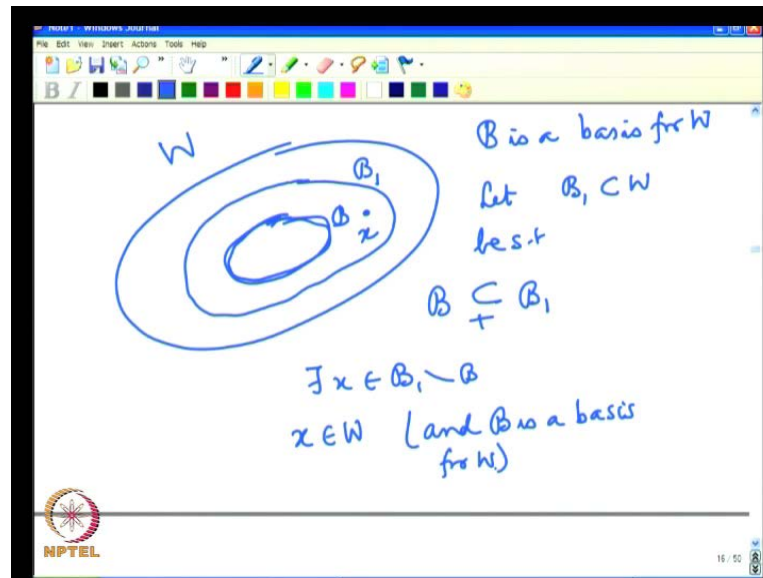 Note1 - Windows Journal
File Edit View Insert Actions Tools Help
B I
W
B₁
B
x
B is a basis for W
Let B₁ ⊂ W
be s.t
B ⊊ B₁
∃ x ∈ B₁ \ B
x ∈ W (and B is a basis
for W)
NPTEL
16 / 50